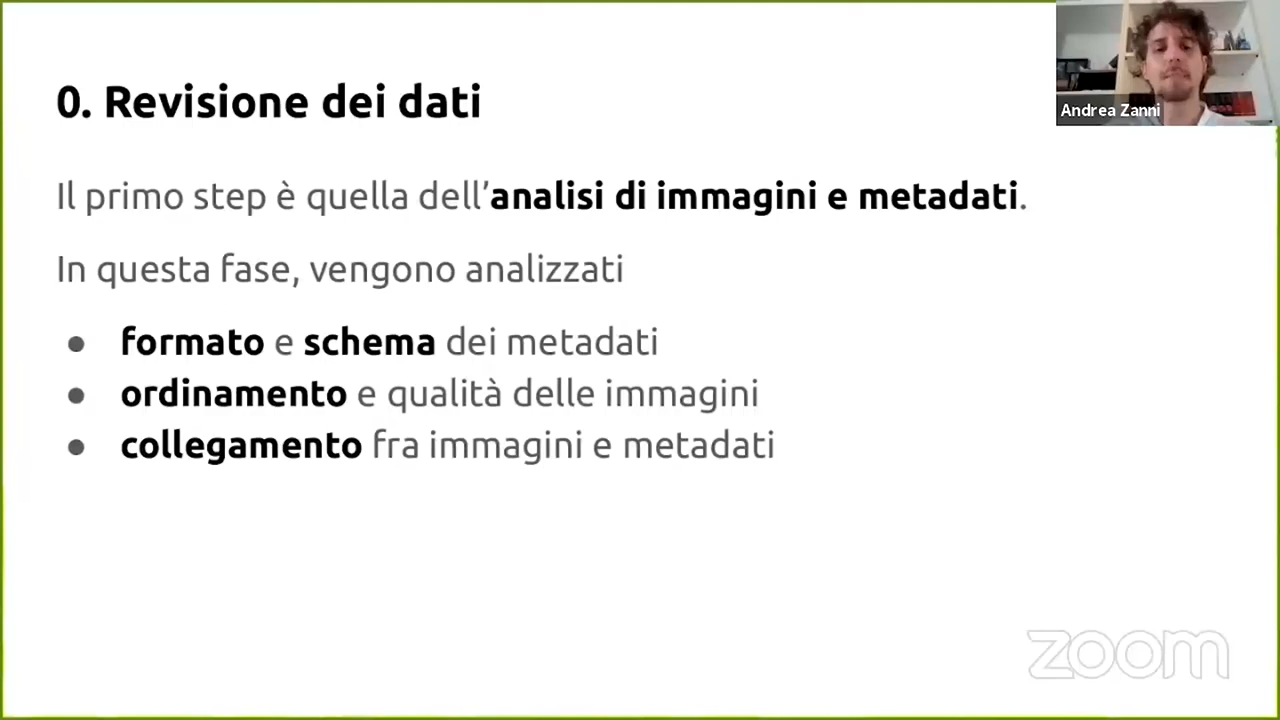 0. Revisione dei dati
Andrea Zanni
Il primo step è quella dell’analisi di immagini e metadati.
In questa fase, vengono analizzati
● formato e schema dei metadati
● ordinamento e qualità delle immagini
● collegamento fra immagini e metadati
zoom